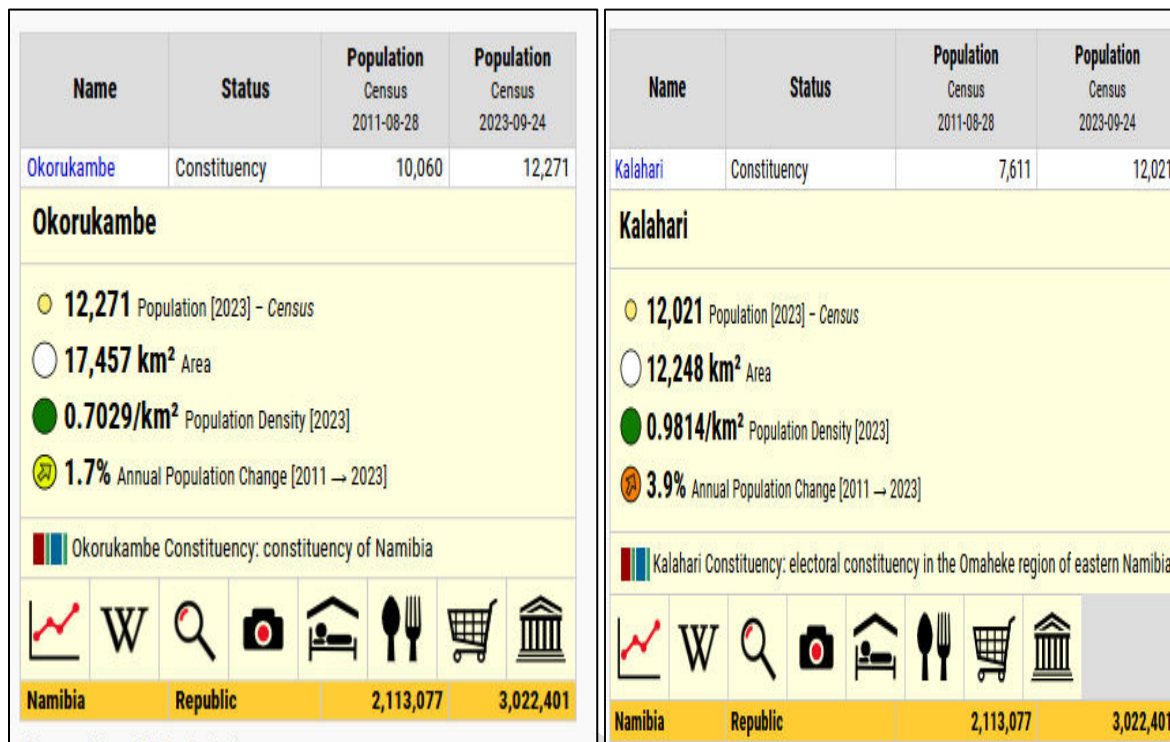 Name Status Population Census 2011-08-28 Population Census 2023-09-24
Okorukambe Constituency 10,060 12,271
Okorukambe
12,271 Population [2023] – Census
17,457 km² Area
0.7029/km² Population Density [2023]
1.7% Annual Population Change [2011 → 2023]
Okorukambe Constituency: constituency of Namibia
W
Namibia Republic 2,113,077 3,022,401
Name Status Population Census 2011-08-28 Population Census 2023-09-24
Kalahari Constituency 7,611 12,021
Kalahari
12,021 Population [2023] – Census
12,248 km² Area
0.9814/km² Population Density [2023]
3.9% Annual Population Change [2011 → 2023]
Kalahari Constituency: electoral constituency in the Omaheke region of eastern Namibia
W
Namibia Republic 2,113,077 3,022,401